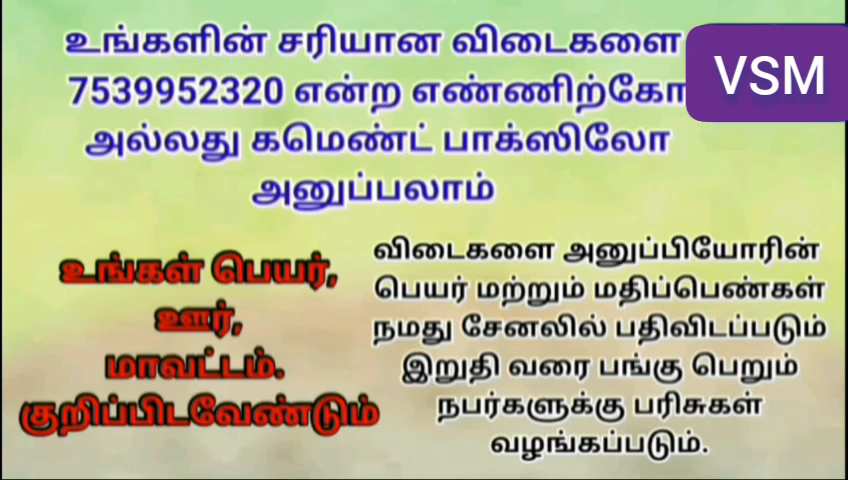 உங்களின் சரியான விடைகளை
7539952320 என்ற எண்ணிற்கோ
அல்லது கமெண்ட் பாக்ஸிலோ
அனுப்பலாம்
VSM
உங்கள் பெயர்,
ஊர்,
மாவட்டம்.
குறிப்பிடவேண்டும்
விடைகளை அனுப்பியோரின்
பெயர் மற்றும் மதிப்பெண்கள்
நமது சேனலில் பதிவிடப்படும்
இறுதி வரை பங்கு பெறும்
நபர்களுக்கு பரிசுகள்
வழங்கப்படும்.